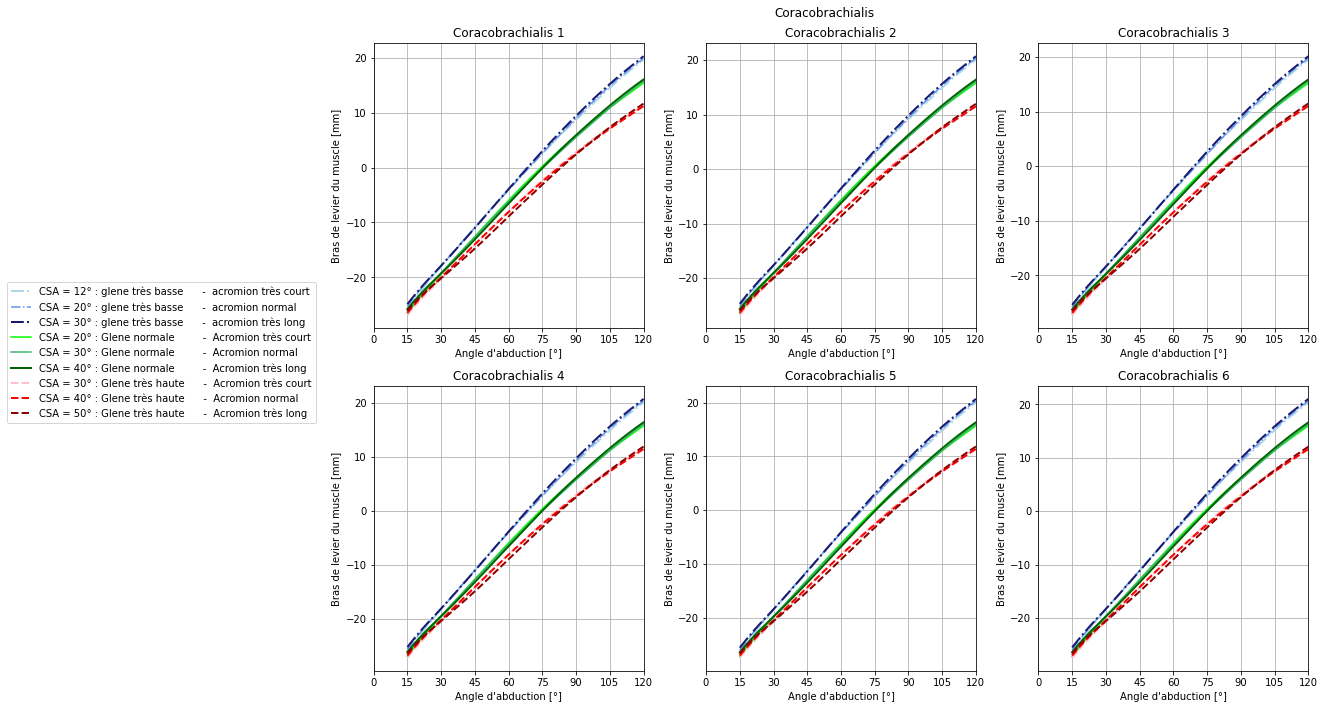 Coracobrachialis
Coracobrachialis 1
Coracobrachialis 2
Coracobrachialis 3
20
10
0
−10
−20
Bras de levier du muscle [mm]
0 15 30 45 60 75 90 105 120
Angle d'abduction [°]
20
10
0
−10
−20
Bras de levier du muscle [mm]
0 15 30 45 60 75 90 105 120
Angle d'abduction [°]
20
10
0
−10
−20
Bras de levier du muscle [mm]
0 15 30 45 60 75 90 105 120
Angle d'abduction [°]
CSA = 12° : glene très basse - acromion très court
CSA = 20° : glene très basse - acromion normal
CSA = 30° : glene très basse - acromion très long
CSA = 20° : Glene normale - Acromion très court
CSA = 30° : Glene normale - Acromion normal
CSA = 40° : Glene normale - Acromion très long
CSA = 30° : Glene très haute - Acromion très court
CSA = 40° : Glene très haute - Acromion normal
CSA = 50° : Glene très haute - Acromion très long
Coracobrachialis 4
Coracobrachialis 5
Coracobrachialis 6
20
10
0
−10
−20
Bras de levier du muscle [mm]
0 15 30 45 60 75 90 105 120
Angle d'abduction [°]
20
10
0
−10
−20
Bras de levier du muscle [mm]
0 15 30 45 60 75 90 105 120
Angle d'abduction [°]
20
10
0
−10
−20
Bras de levier du muscle [mm]
0 15 30 45 60 75 90 105 120
Angle d'abduction [°]